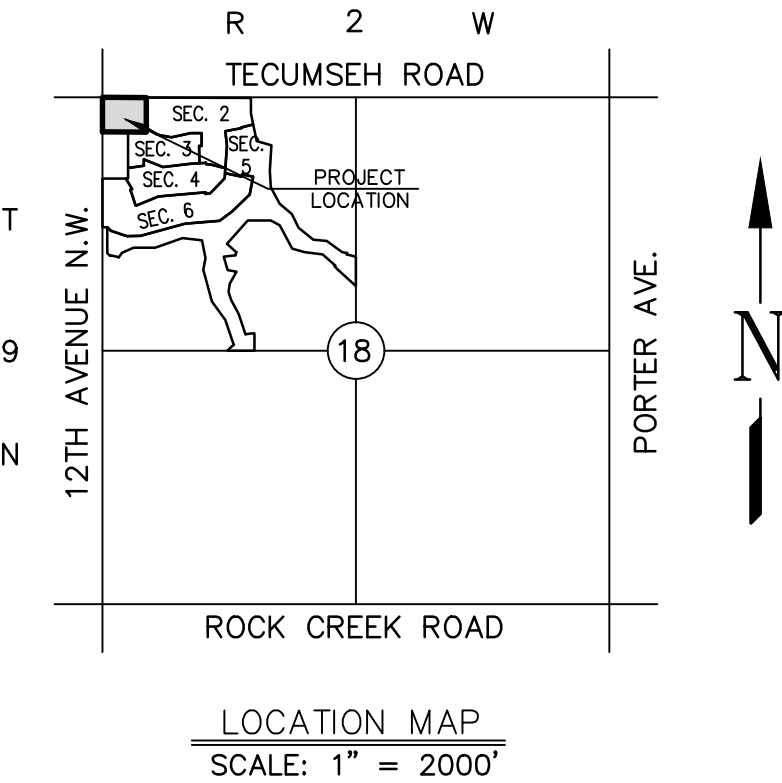 R 2 W
TECUMSEH ROAD
SEC. 2
SEC. 3
SEC.
5
SEC. 4
PROJECT
LOCATION
SEC. 6
T
9
N
12TH AVENUE N.W.
18
PORTER AVE.
N
ROCK CREEK ROAD
LOCATION MAP
SCALE: 1" = 2000'